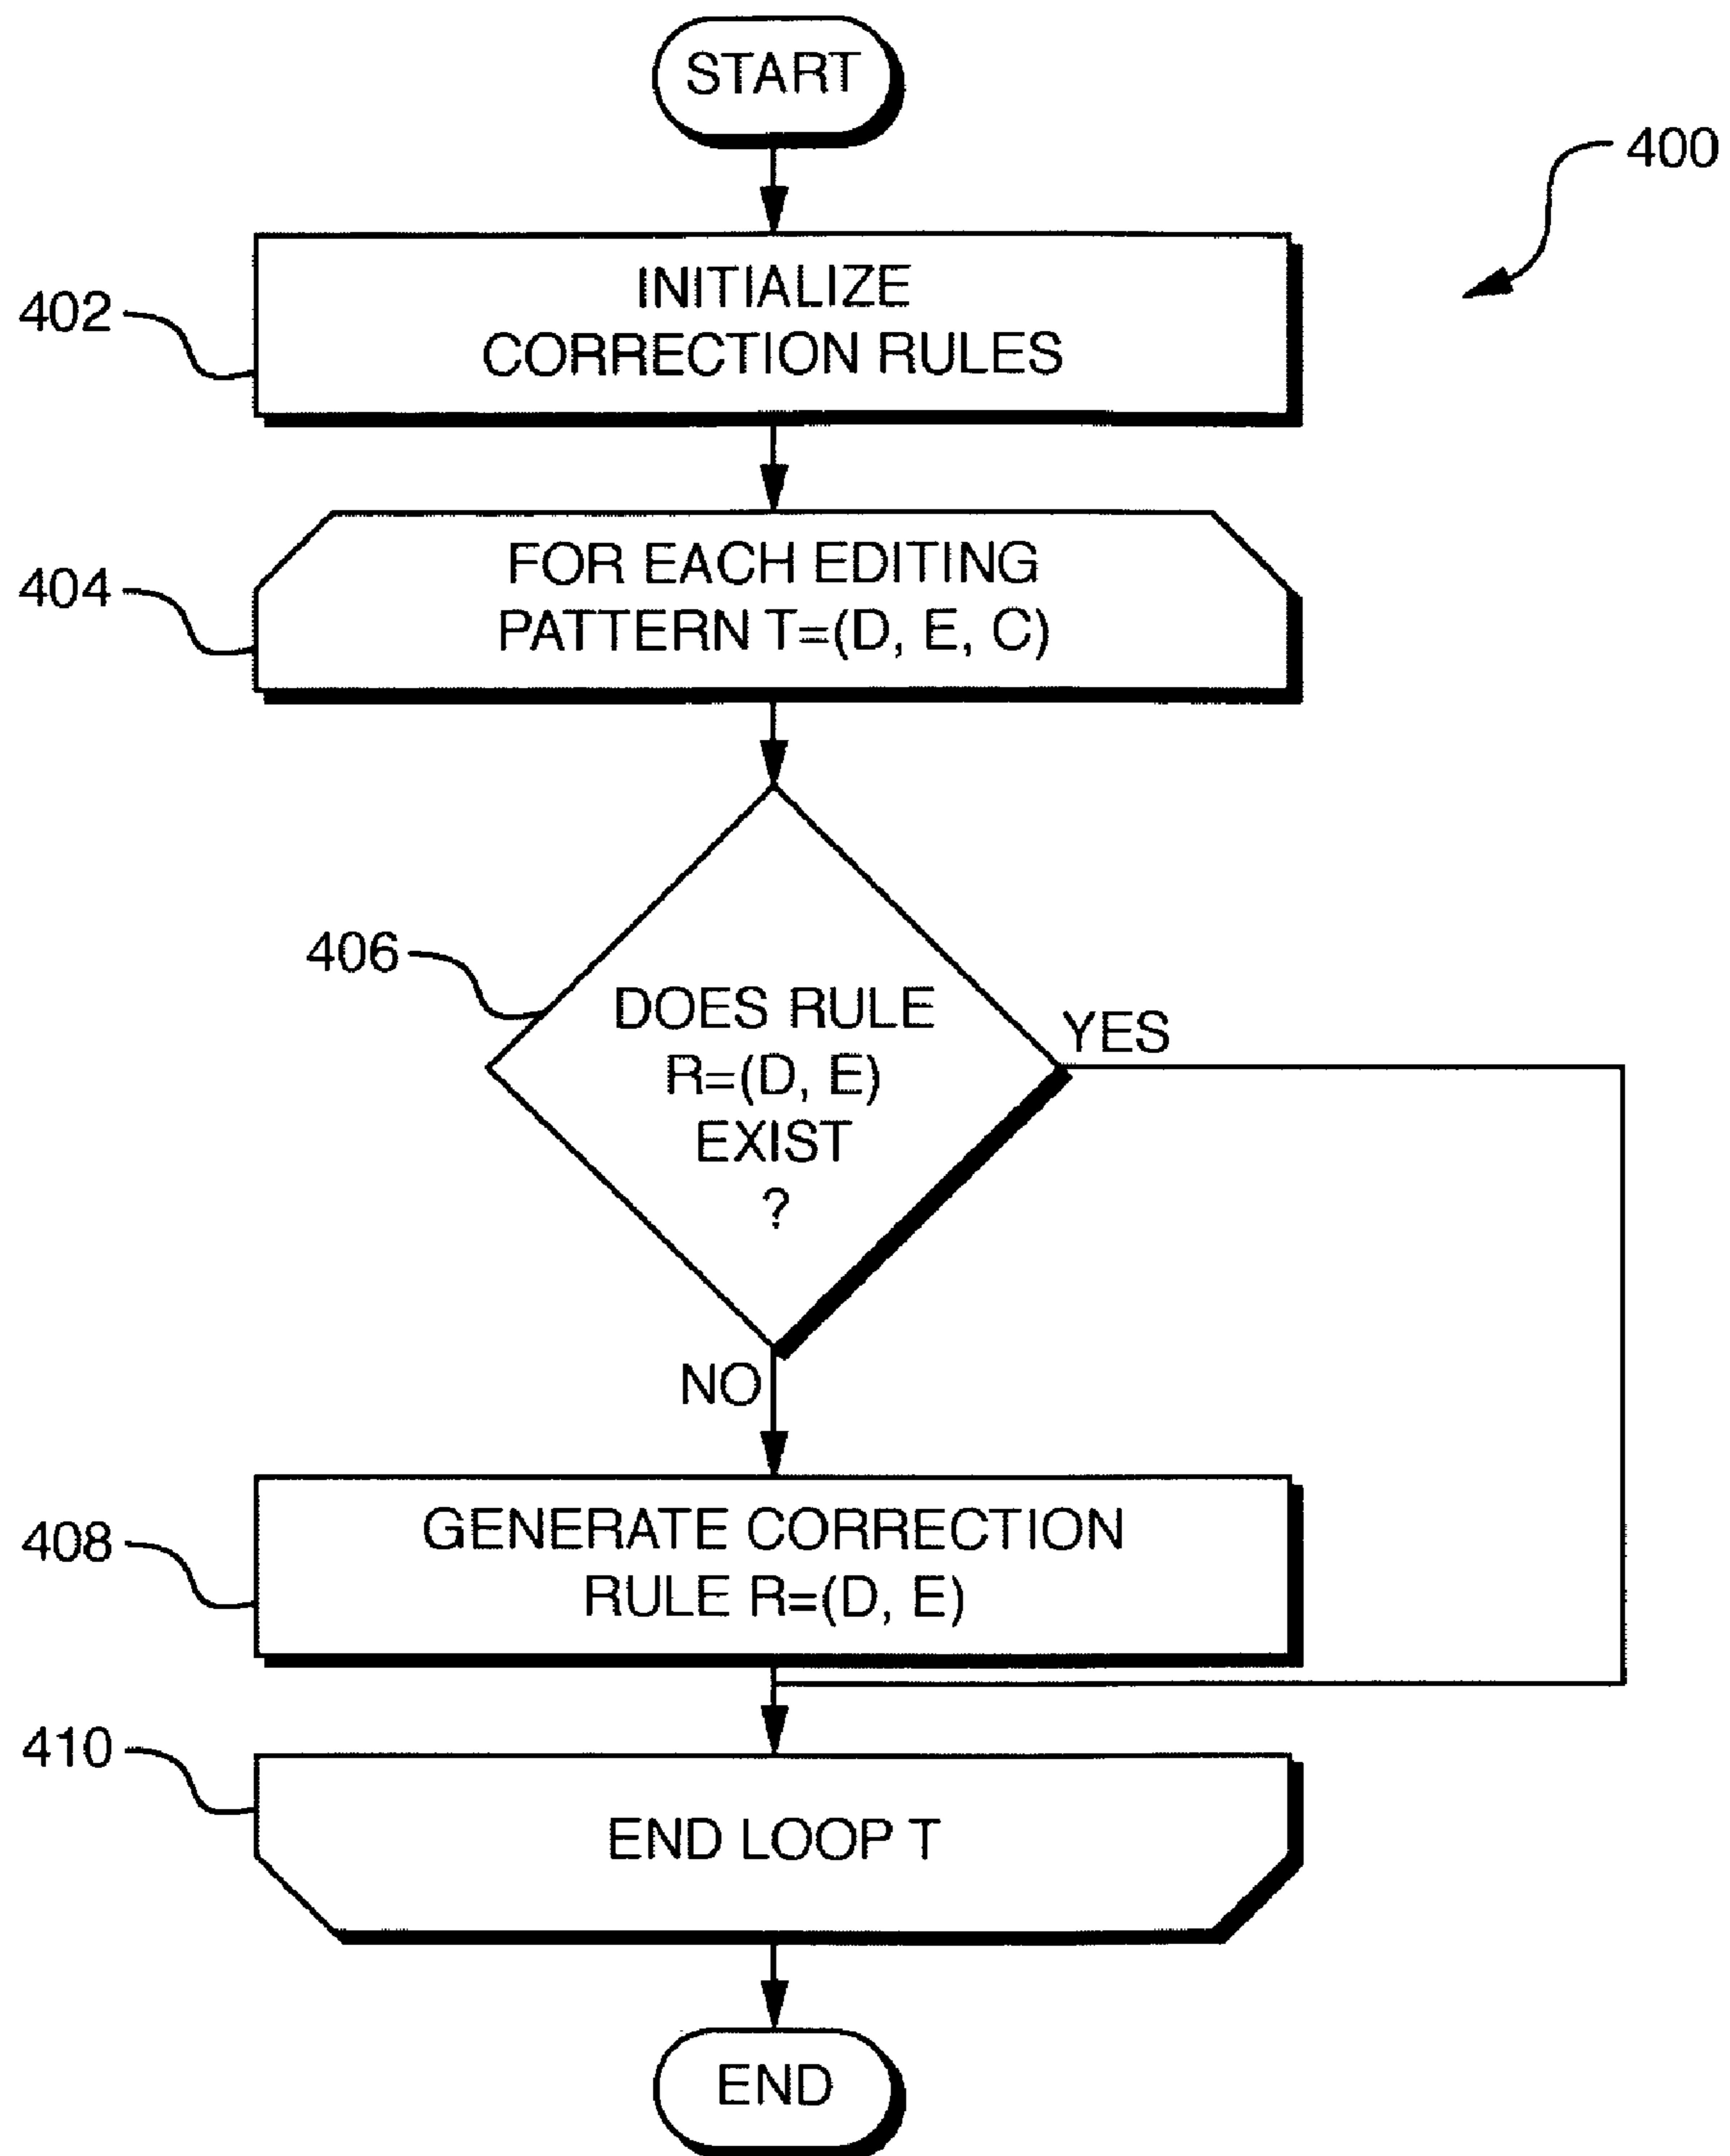 START
400
INITIALIZE
CORRECTION RULES
402
FOR EACH EDITING
PATTERN T=(D, E, C)
404
406
DOES RULE
R=(D, E)
EXIST
?
YES
NO
GENERATE CORRECTION
RULE R=(D, E)
408
410
END LOOP T
END